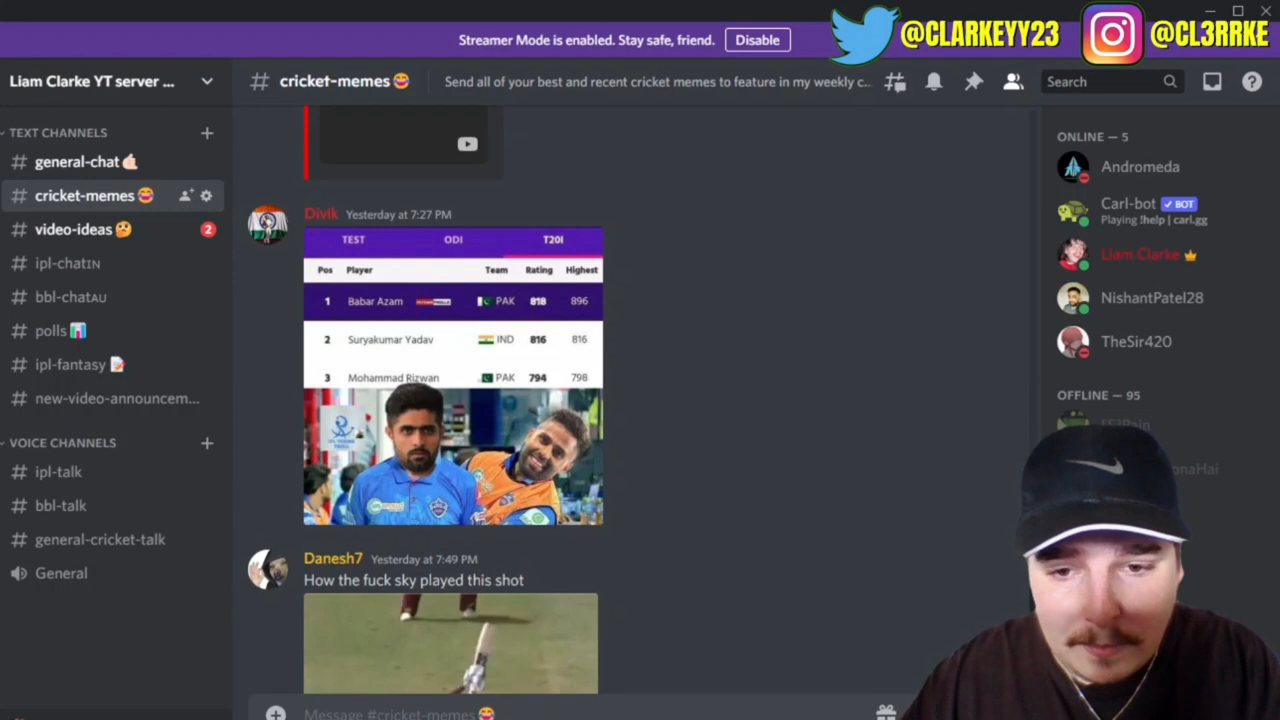 @CLARKEYY23
@CL3RRKE
Streamer Mode is enabled. Stay safe, friend.
Disable
Liam Clarke YT server ...
# cricket-memes😂
Send all of your best and recent cricket memes to feature in my weekly c...
Search
TEXT CHANNELS
# general-chat🤙🏻
# cricket-memes😂
# video-ideas🤔
2
# ipl-chatIN
# bbl-chatAU
# polls📊
# ipl-fantasy📝
# new-video-announcem...
VOICE CHANNELS
# ipl-talk
# bbl-talk
# general-cricket-talk
General
Divik Yesterday at 7:27 PM
TEST ODI T20I
Pos Player Team Rating Highest
1 Babar Azam PAK 818 896
2 Suryakumar Yadav IND 816 816
3 Mohammad Rizwan PAK 794 798
Danesh7 Yesterday at 7:49 PM
How the fuck sky played this shot
Message #cricket-memes😂
ONLINE — 5
Andromeda
Carl-bot ✓ BOT
Playing !help | carl.gg
Liam Clarke
NishantPatel28
TheSir420
OFFLINE — 95